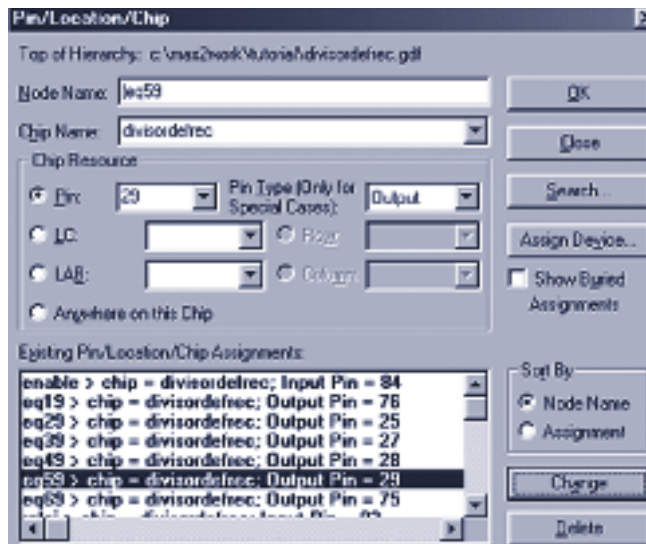 Pin/Location/Chip
Top of Hierarchy: c:\max2work\tutorial\divisordefrec.gdf
Node Name: eq59
OK
Chip Name: divisordefrec
Close
Chip Resource
Pin: 29 Pin Type (Only for Special Cases): Output
Search...
LC: Row:
Assign Device...
LAB: Column:
Show Buried Assignments
Anywhere on this Chip
Existing Pin/Location/Chip Assignments:
Sort By
enable > chip = divisordefrec; Input Pin = 84
eq19 > chip = divisordefrec; Output Pin = 76
Node Name
eq29 > chip = divisordefrec; Output Pin = 25
eq39 > chip = divisordefrec; Output Pin = 27
Assignment
eq49 > chip = divisordefrec; Output Pin = 28
eq59 > chip = divisordefrec; Output Pin = 29
Change
eq69 > chip = divisordefrec; Output Pin = 75
Delete